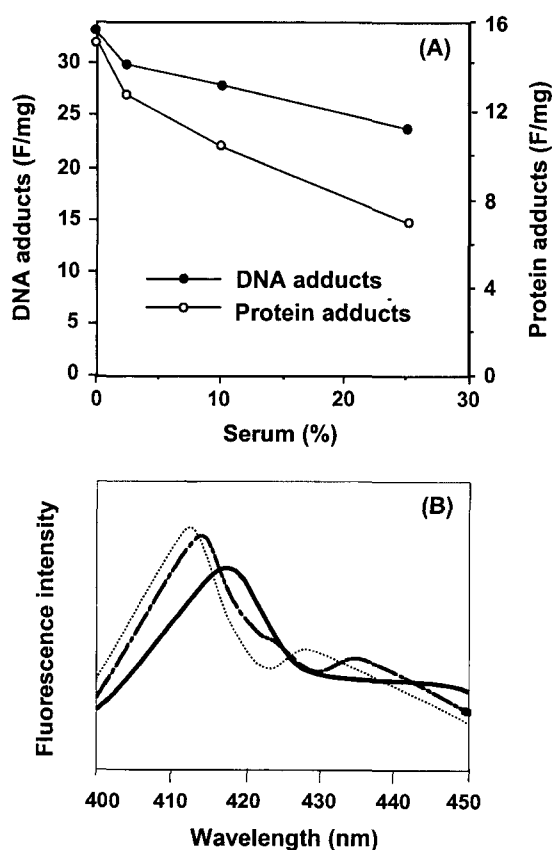 (A)
DNA adducts (F/mg)
30
25
20
15
10
5
0
16
12
8
4
0
Protein adducts (F/mg)
DNA adducts
Protein adducts
0 10 20 30
Serum (%)
(B)
Fluorescence intensity
400 410 420 430 440 450
Wavelength (nm)